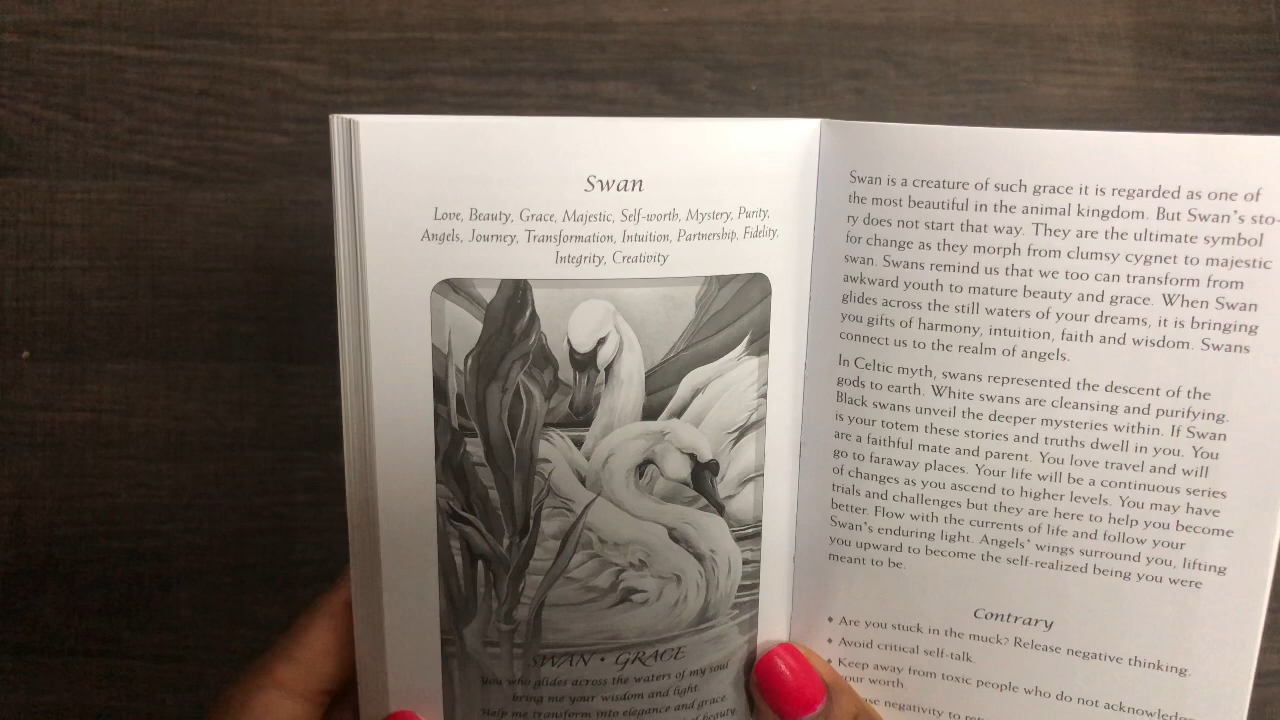 Swan
Love, Beauty, Grace, Majestic, Self-worth, Mystery, Purity,
Angels, Journey, Transformation, Intuition, Partnership, Fidelity,
Integrity, Creativity
SWAN • GRACE
You who glides across the waters of my soul
bring me your wisdom and light.
Help me transform into elegance and grace
of beauty.
Swan is a creature of such grace it is regarded as one of
the most beautiful in the animal kingdom. But Swan's sto-
ry does not start that way. They are the ultimate symbol
for change as they morph from clumsy cygnet to majestic
swan. Swans remind us that we too can transform from
awkward youth to mature beauty and grace. When Swan
glides across the still waters of your dreams, it is bringing
you gifts of harmony, intuition, faith and wisdom. Swans
connect us to the realm of angels.
In Celtic myth, swans represented the descent of the
gods to earth. White swans are cleansing and purifying.
Black swans unveil the deeper mysteries within. If Swan
is your totem these stories and truths dwell in you. You
are a faithful mate and parent. You love travel and will
go to faraway places. Your life will be a continuous series
of changes as you ascend to higher levels. You may have
trials and challenges but they are here to help you become
better. Flow with the currents of life and follow your
Swan's enduring light. Angels' wings surround you, lifting
you upward to become the self-realized being you were
meant to be.
Contrary
• Are you stuck in the muck? Release negative thinking.
• Avoid critical self-talk.
• Keep away from toxic people who do not acknowledge
your worth
negativity to